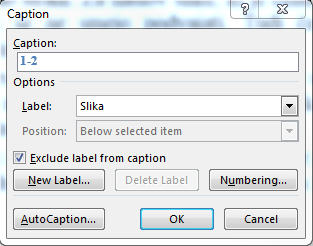 Caption
Caption:
1-2
Options
Label: Slika
Position: Below selected item
Exclude label from caption
New Label... Delete Label Numbering...
AutoCaption... OK Cancel